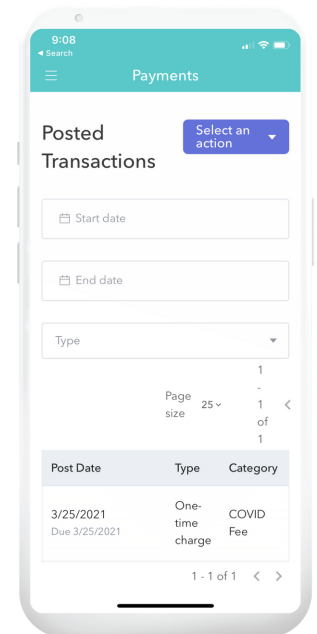 9:08
◀ Search
Payments
Posted
Transactions
Select an
action
Start date
End date
Type
Page
size
25
1
-
1
of
1
Post Date Type Category
3/25/2021
Due 3/25/2021
One-
time
charge
COVID
Fee
1 - 1 of 1